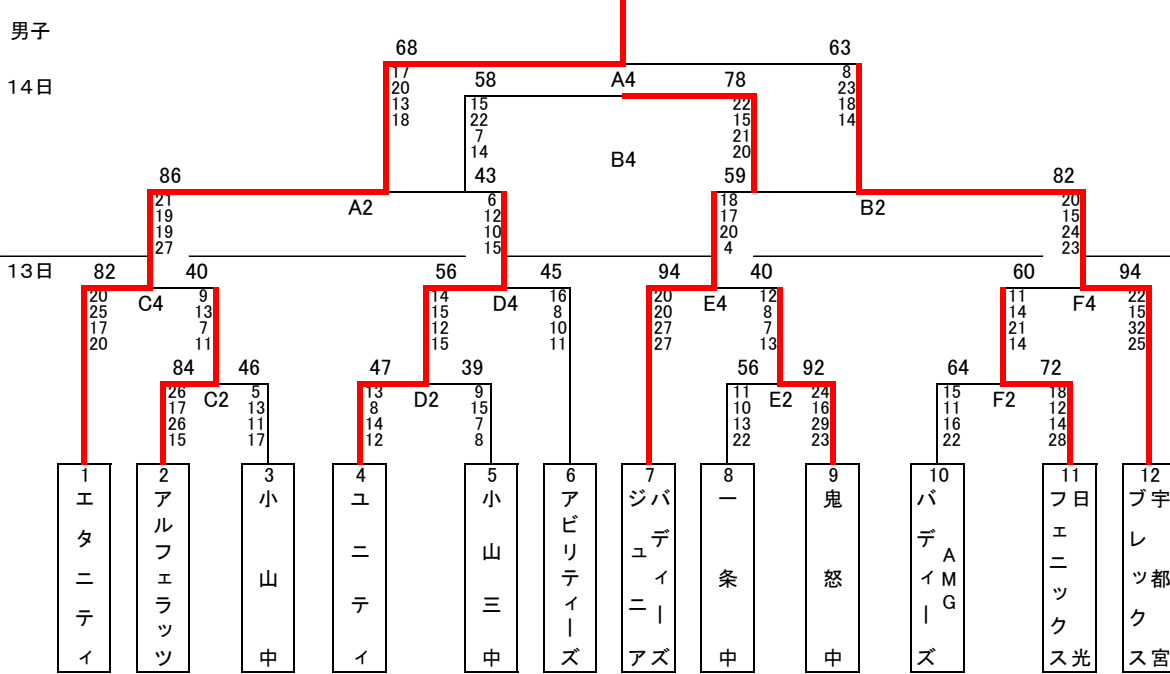 男子
68 63
14日
17 8
20 23
13 18
18 14
58 A4 78
15 22
22 15
7 21
14 20
B4
86 43 59 82
A2 B2
21 6 18 20
19 12 17 15
19 10 20 24
27 15 4 23
13日
82 40 56 45 94 40 60 94
C4 D4 E4 F4
20 9 14 16 20 12 11 22
25 13 15 8 20 8 14 15
17 7 12 10 27 7 21 32
20 11 15 11 27 13 14 25
84 46 47 39 56 92 64 72
C2 D2 E2 F2
26 5 13 9 11 24 15 18
17 13 8 15 10 16 11 12
26 11 14 7 13 29 16 14
15 17 12 8 22 23 22 28
1 エタニティ
2 アルフェラッツ
3 小山中
4 ユニティ
5 小山三中
6 アビリティーズ
7 バディーズ
ジュニア
8 一条中
9 鬼怒中
10 バディーズ
AMG
11 日光
フェニックス
12 宇都宮
ブレックス